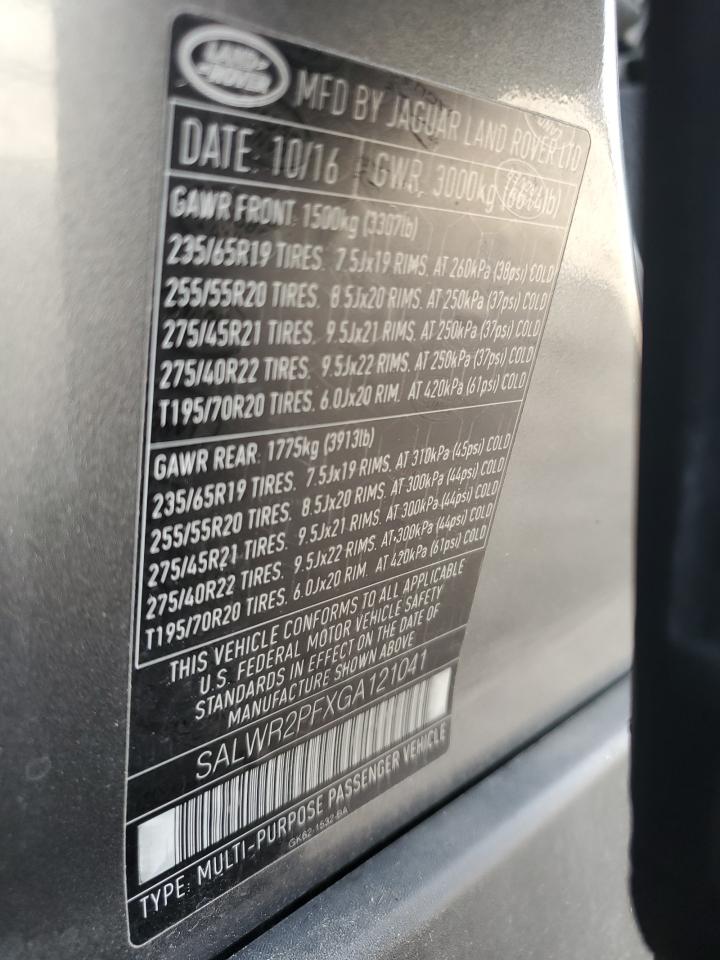 LAND ROVER
MFD BY JAGUAR LAND ROVER LTD
DATE: 10/16 GWR, 3000kg (6614lb)
GAWR FRONT. 1500kg (3307lb)
235/65R19 TIRES. 7.5Jx19 RIMS. AT 260kPa (38psi) COLD
255/55R20 TIRES. 8.5Jx20 RIMS. AT 250kPa (37psi) COLD
275/45R21 TIRES. 9.5Jx21 RIMS. AT 250kPa (37psi) COLD
275/40R22 TIRES. 9.5Jx22 RIMS. AT 250kPa (37psi) COLD
T195/70R20 TIRES. 6.0Jx20 RIM. AT 420kPa (61psi) COLD
GAWR REAR. 1775kg (3913lb)
235/65R19 TIRES. 7.5Jx19 RIMS. AT 310kPa (45psi) COLD
255/55R20 TIRES. 8.5Jx20 RIMS. AT 300kPa (44psi) COLD
275/45R21 TIRES. 9.5Jx21 RIMS. AT 300kPa (44psi) COLD
275/40R22 TIRES. 9.5Jx22 RIMS. AT 300kPa (44psi) COLD
T195/70R20 TIRES. 6.0Jx20 RIM. AT 420kPa (61psi) COLD
THIS VEHICLE CONFORMS TO ALL APPLICABLE
U.S. FEDERAL MOTOR VEHICLE SAFETY
STANDARDS IN EFFECT ON THE DATE OF
MANUFACTURE SHOWN ABOVE
SALWR2PFXGA121041
TYPE: MULTI-PURPOSE PASSENGER VEHICLE
GK62-1532-BA